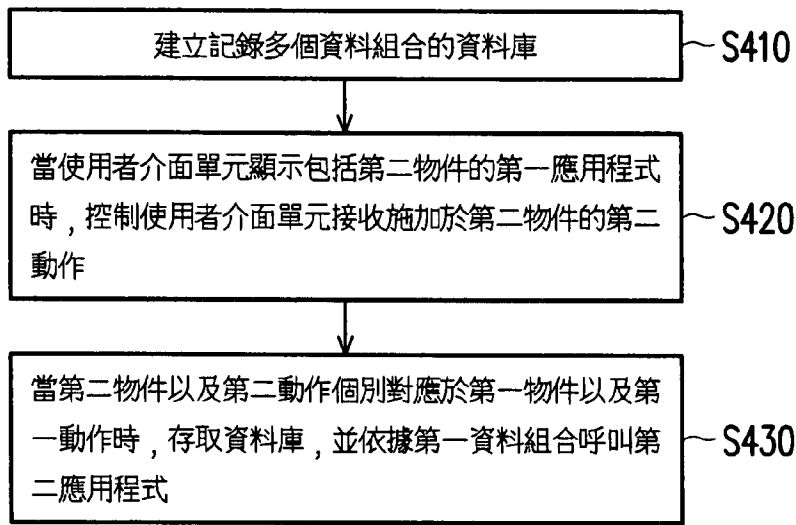 建立記錄多個資料組合的資料庫
S410
當使用者介面單元顯示包括第二物件的第一應用程式
時，控制使用者介面單元接收施加於第二物件的第二
動作
S420
當第二物件以及第二動作個別對應於第一物件以及第
一動作時，存取資料庫，並依據第一資料組合呼叫第
二應用程式
S430